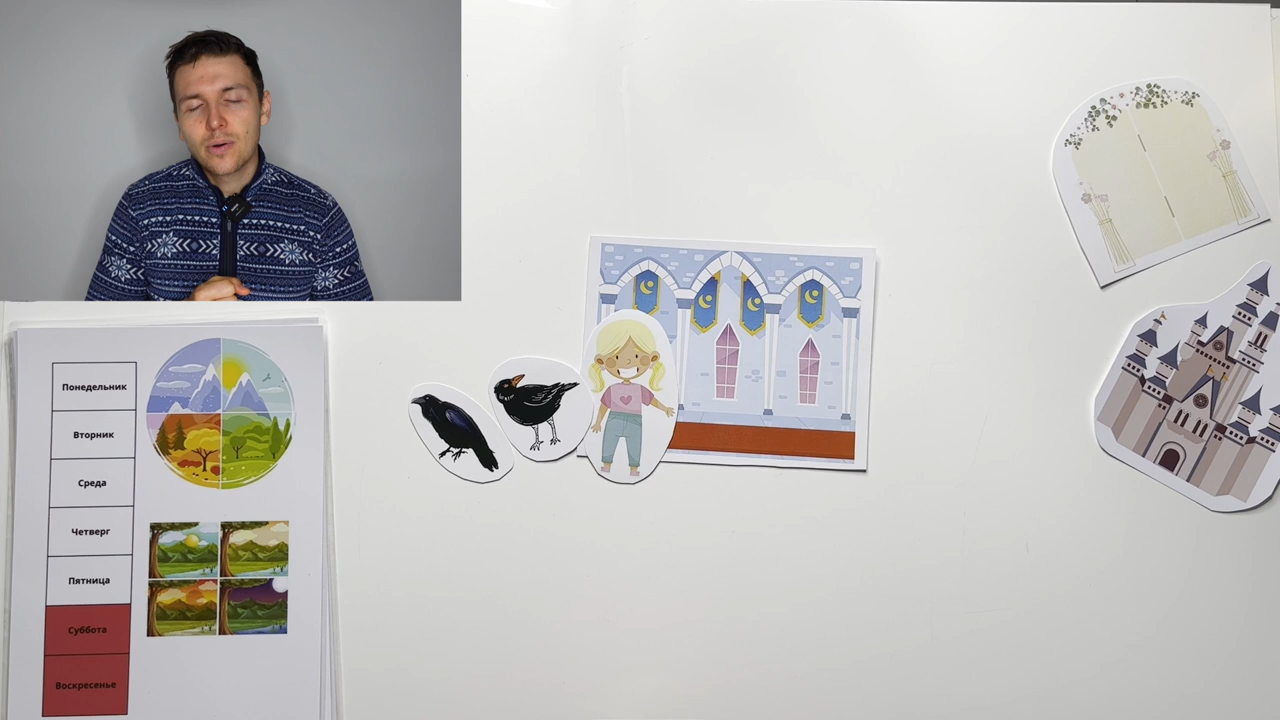 Понедельник
Вторник
Среда
Четверг
Пятница
Суббота
Воскресенье